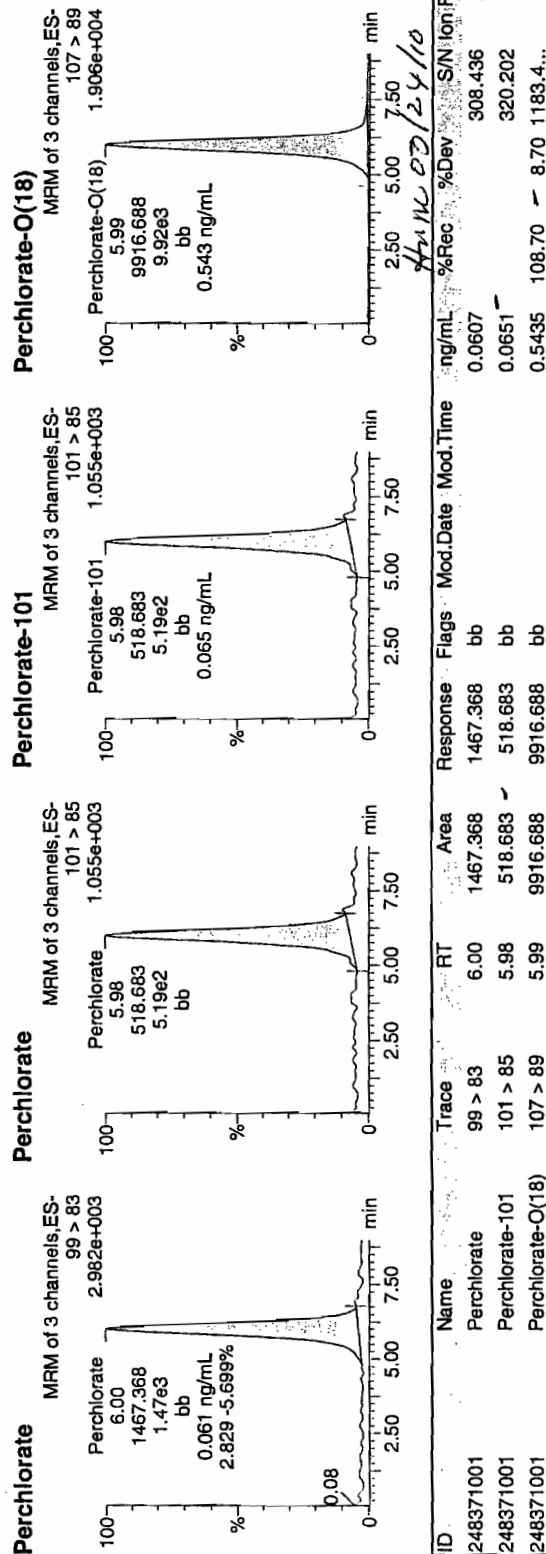 Perchlorate
MRM of 3 channels,ES-
99 > 83
2.982e+003
100
Perchlorate
6.00
1467.368
1.47e3
bb
0.061 ng/mL
2.829 -5.699%
%
0.08
0
2.50
5.00
7.50
min
Perchlorate
MRM of 3 channels,ES-
101 > 85
1.055e+003
100
Perchlorate
5.98
518.683
5.19e2
bb
%
0
2.50
5.00
7.50
min
Perchlorate-101
MRM of 3 channels,ES-
101 > 85
1.055e+003
100
Perchlorate-101
5.98
518.683
5.19e2
bb
0.065 ng/mL
%
0
2.50
5.00
7.50
min
Perchlorate-O(18)
MRM of 3 channels,ES-
107 > 89
1.906e+004
100
Perchlorate-O(18)
5.99
9916.688
9.92e3
bb
0.543 ng/mL
%
0
2.50
5.00
7.50
min
03/24/10
ID Name Trace RT Area Response Flags Mod.Date Mod.Time ng/mL %Rec %Dev S/N Ion
248371001 Perchlorate 99 > 83 6.00 1467.368 1467.368 bb 0.0607 308.436
248371001 Perchlorate-101 101 > 85 5.98 518.683 518.683 bb 0.0651 320.202
248371001 Perchlorate-O(18) 107 > 89 5.99 9916.688 9916.688 bb 0.5435 108.70 8.70 1183.4...